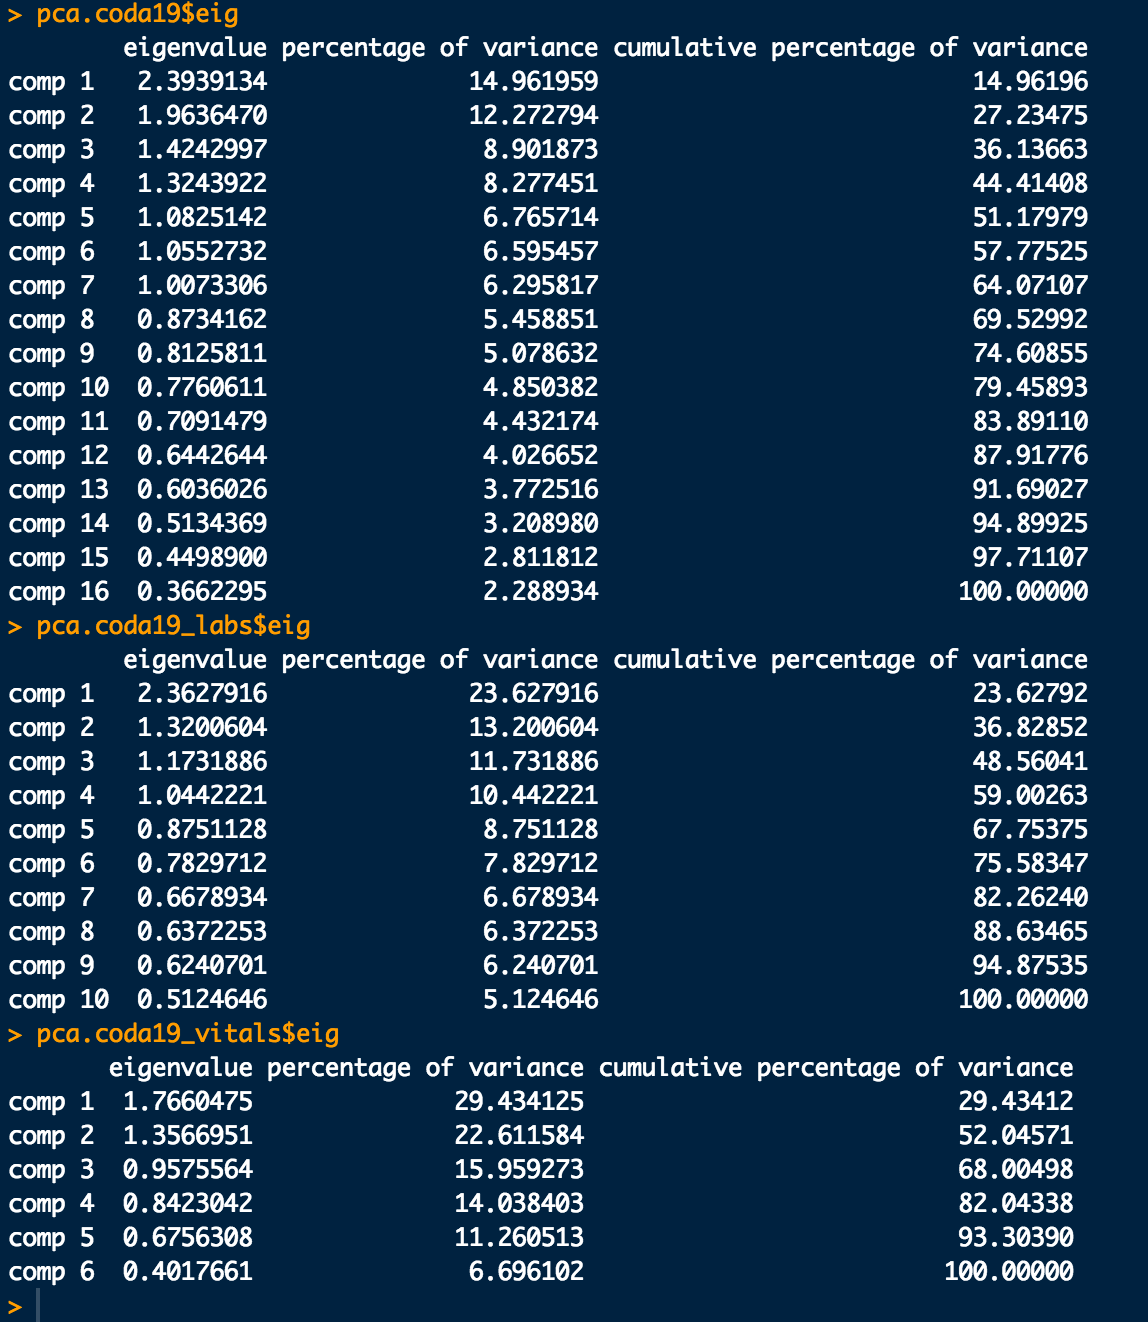 > pca.coda19$eig
        eigenvalue percentage of variance cumulative percentage of variance
comp 1   2.3939134              14.961959                          14.96196
comp 2   1.9636470              12.272794                          27.23475
comp 3   1.4242997               8.901873                          36.13663
comp 4   1.3243922               8.277451                          44.41408
comp 5   1.0825142               6.765714                          51.17979
comp 6   1.0552732               6.595457                          57.77525
comp 7   1.0073306               6.295817                          64.07107
comp 8   0.8734162               5.458851                          69.52992
comp 9   0.8125811               5.078632                          74.60855
comp 10  0.7760611               4.850382                          79.45893
comp 11  0.7091479               4.432174                          83.89110
comp 12  0.6442644               4.026652                          87.91776
comp 13  0.6036026               3.772516                          91.69027
comp 14  0.5134369               3.208980                          94.89925
comp 15  0.4498900               2.811812                          97.71107
comp 16  0.3662295               2.288934                         100.00000
> pca.coda19_labs$eig
        eigenvalue percentage of variance cumulative percentage of variance
comp 1   2.3627916              23.627916                          23.62792
comp 2   1.3200604              13.200604                          36.82852
comp 3   1.1731886              11.731886                          48.56041
comp 4   1.0442221              10.442221                          59.00263
comp 5   0.8751128               8.751128                          67.75375
comp 6   0.7829712               7.829712                          75.58347
comp 7   0.6678934               6.678934                          82.26240
comp 8   0.6372253               6.372253                          88.63465
comp 9   0.6240701               6.240701                          94.87535
comp 10  0.5124646               5.124646                         100.00000
> pca.coda19_vitals$eig
       eigenvalue percentage of variance cumulative percentage of variance
comp 1  1.7660475              29.434125                          29.43412
comp 2  1.3566951              22.611584                          52.04571
comp 3  0.9575564              15.959273                          68.00498
comp 4  0.8423042              14.038403                          82.04338
comp 5  0.6756308              11.260513                          93.30390
comp 6  0.4017661               6.696102                         100.00000
>